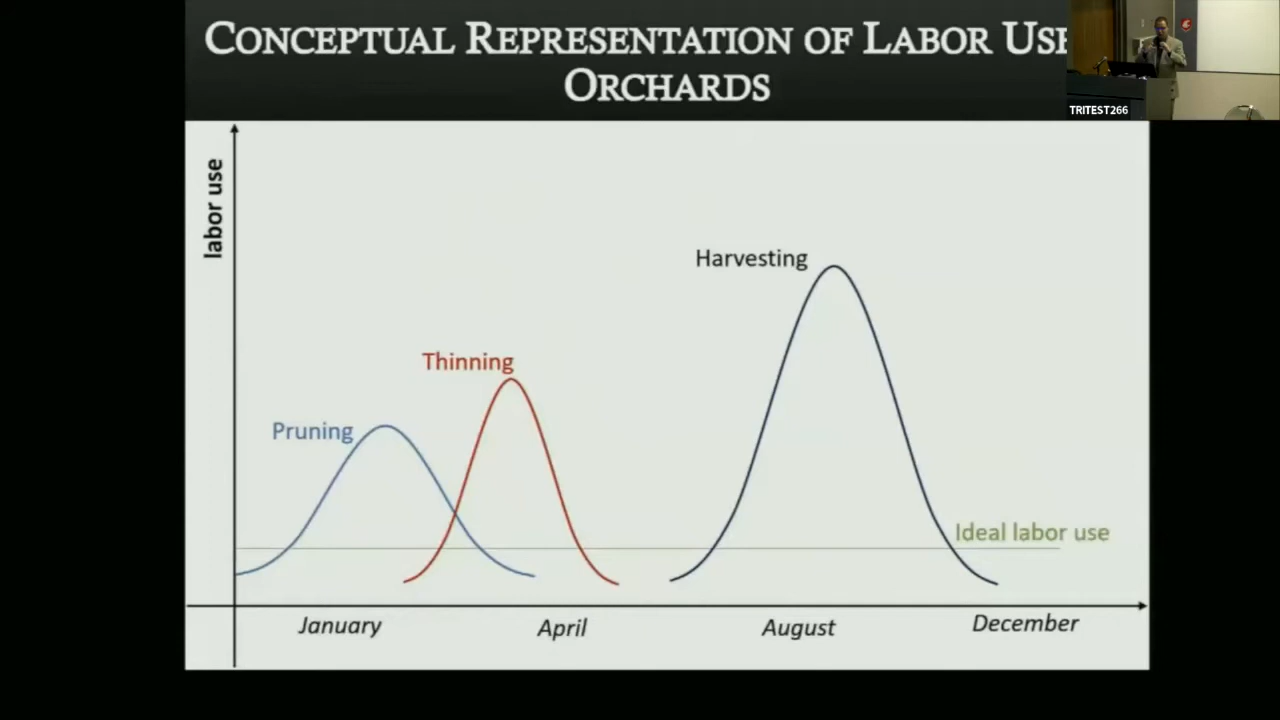 CONCEPTUAL REPRESENTATION OF LABOR USE
ORCHARDS
TRITEST266
labor use
Harvesting
Thinning
Pruning
Ideal labor use
January April August December